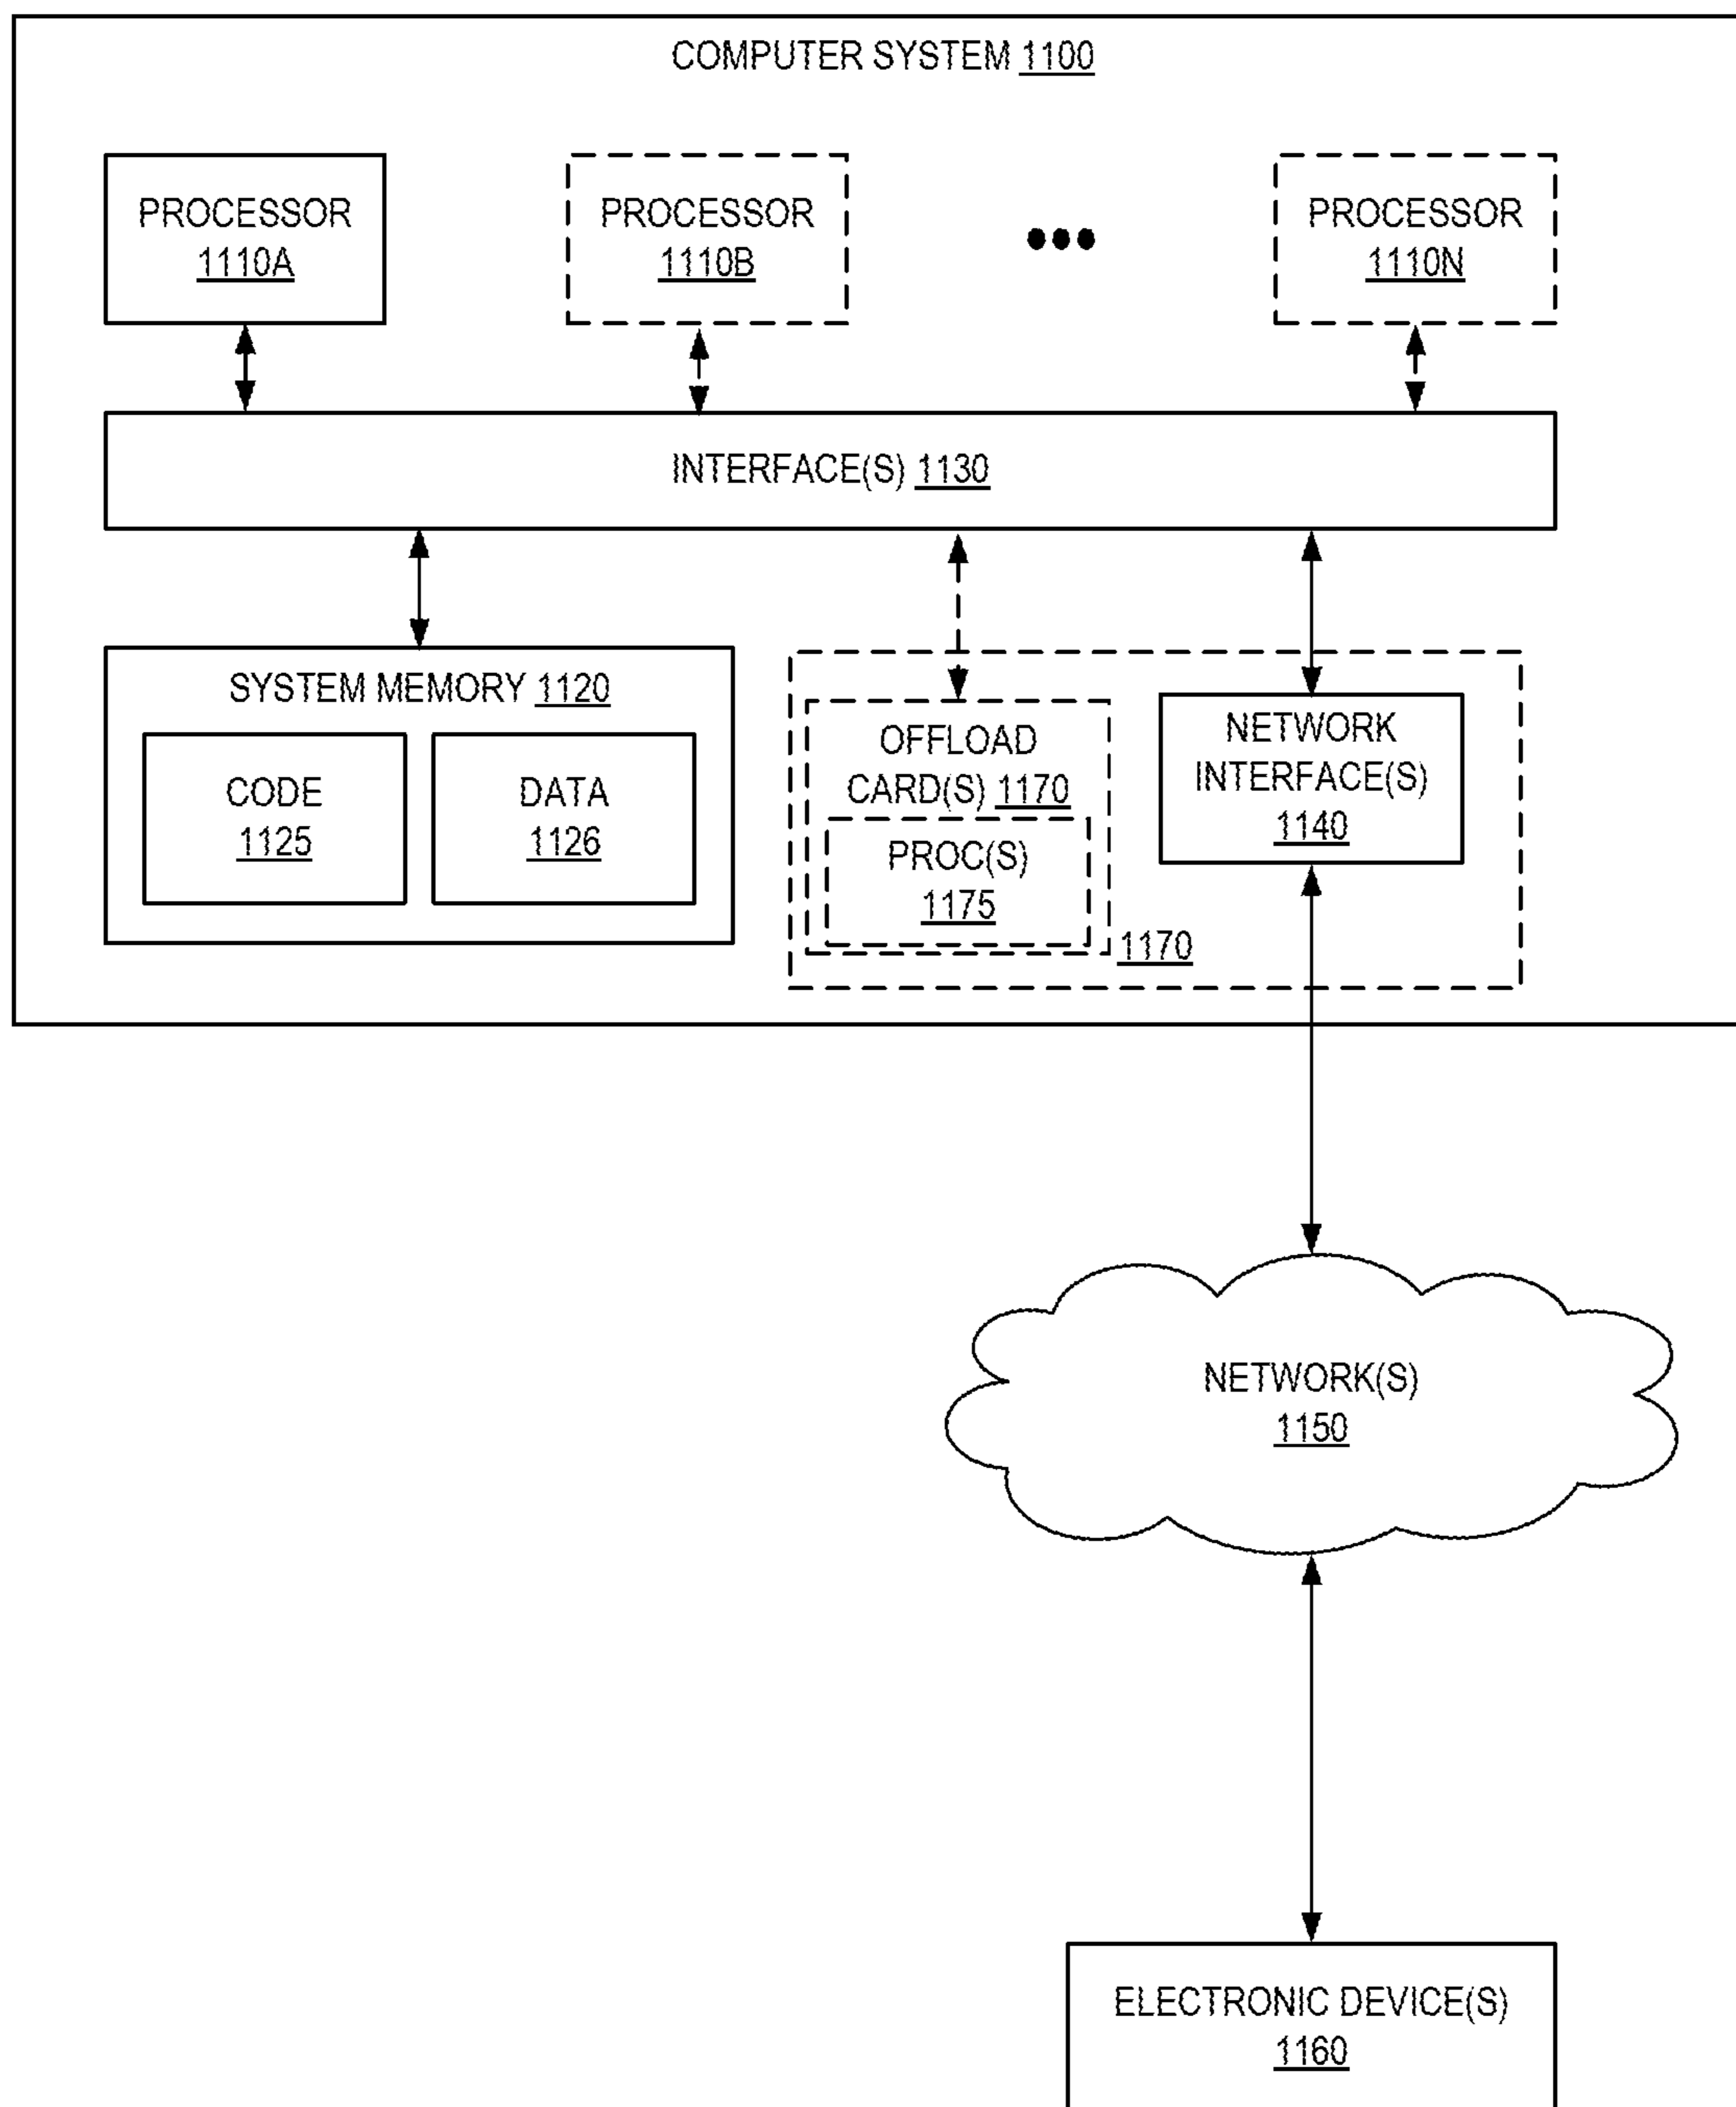 COMPUTER SYSTEM 1100
PROCESSOR
1110A
PROCESSOR
1110B
PROCESSOR
1110N
INTERFACE(S) 1130
SYSTEM MEMORY 1120
CODE
1125
DATA
1126
OFFLOAD
CARD(S) 1170
PROC(S)
1175
1170
NETWORK
INTERFACE(S)
1140
NETWORK(S)
1150
ELECTRONIC DEVICE(S)
1160